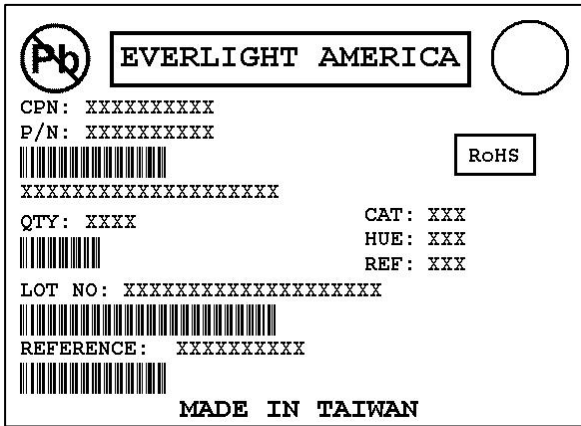 Pb
EVERLIGHT AMERICA
CPN: XXXXXXXXXX
P/N: XXXXXXXXXX
RoHS
XXXXXXXXXXXXXXXXXXXX
QTY: XXXX
CAT: XXX
HUE: XXX
REF: XXX
LOT NO: XXXXXXXXXXXXXXXXXXXX
REFERENCE: XXXXXXXXXX
MADE IN TAIWAN